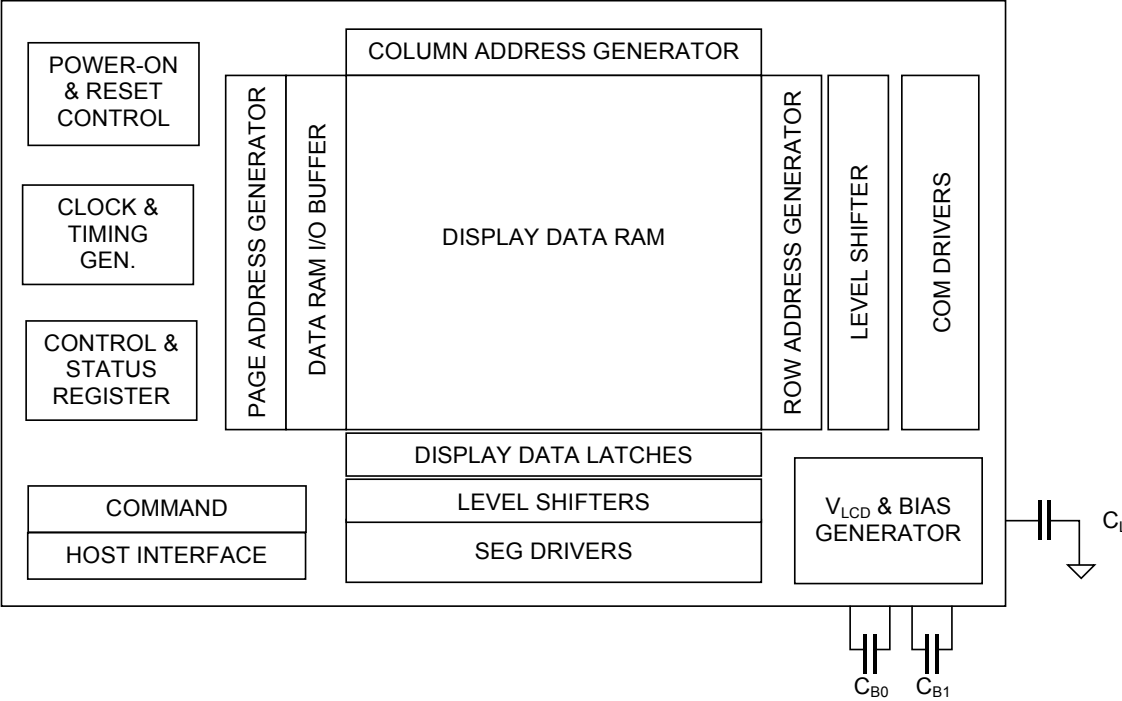 COLUMN ADDRESS GENERATOR
POWER-ON
& RESET
CONTROL
CLOCK &
TIMING
GEN.
CONTROL &
STATUS
REGISTER
PAGE ADDRESS GENERATOR
DATA RAM I/O BUFFER
DISPLAY DATA RAM
ROW ADDRESS GENERATOR
LEVEL SHIFTER
COM DRIVERS
DISPLAY DATA LATCHES
LEVEL SHIFTERS
SEG DRIVERS
COMMAND
HOST INTERFACE
VLCD & BIAS
GENERATOR
CB0
CB1